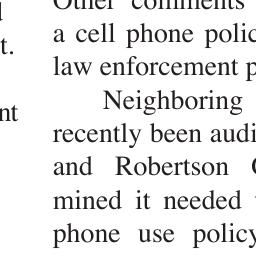 Other comments
a cell phone polic
law enforcement p
Neighboring
recently been audi
and Robertson C
mined it needed
phone use policy
t.
nt